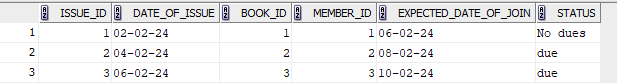 ISSUE_ID DATE_OF_ISSUE BOOK_ID MEMBER_ID EXPECTED_DATE_OF_JOIN STATUS
1 1 02-02-24 1 1 06-02-24 No dues
2 2 04-02-24 2 2 08-02-24 due
3 3 06-02-24 3 3 10-02-24 due